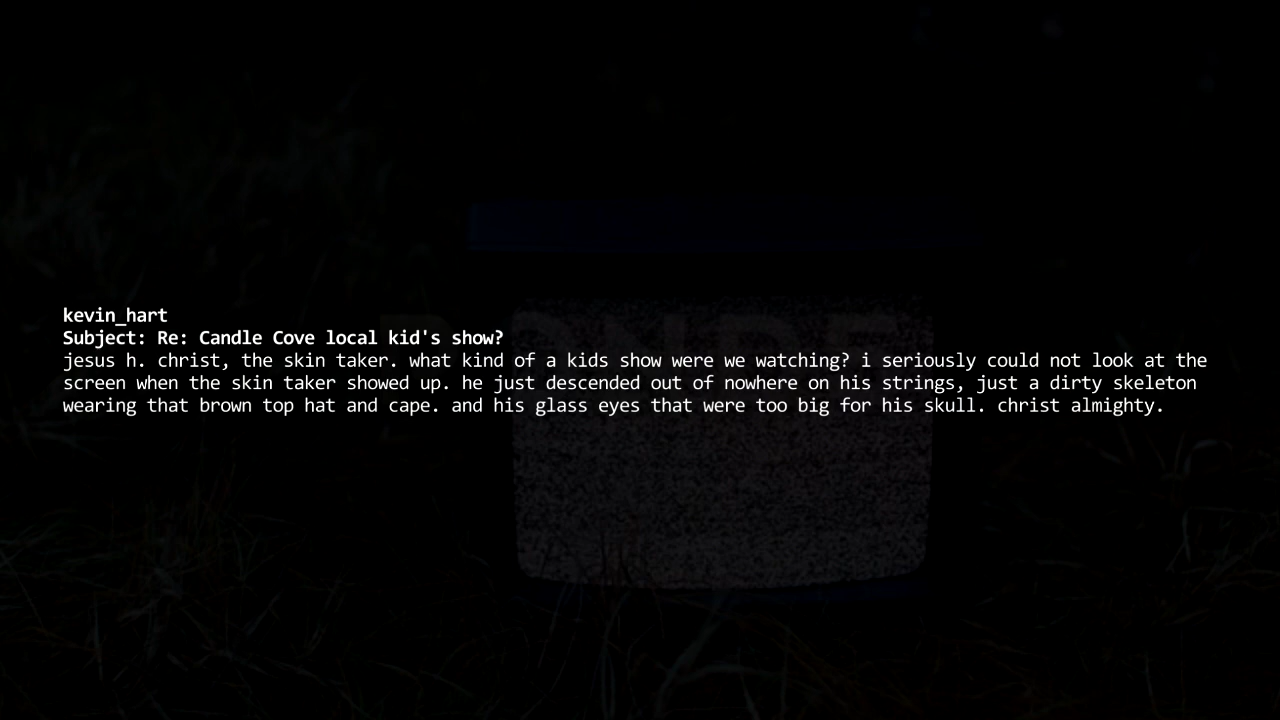 kevin_hart
Subject: Re: Candle Cove local kid's show?
jesus h. christ, the skin taker. what kind of a kids show were we watching? i seriously could not look at the
screen when the skin taker showed up. he just descended out of nowhere on his strings, just a dirty skeleton
wearing that brown top hat and cape. and his glass eyes that were too big for his skull. christ almighty.